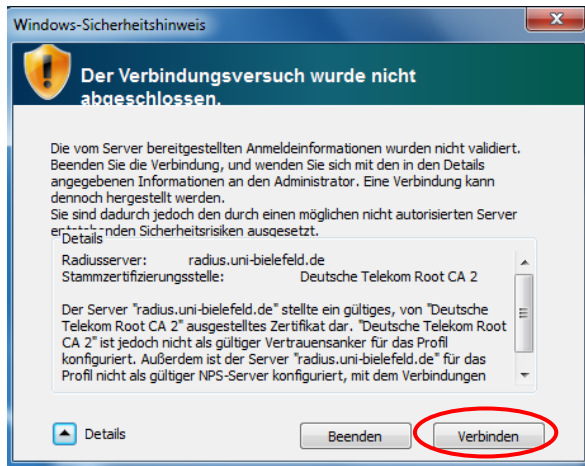 Windows-Sicherheitshinweis
Der Verbindungsversuch wurde nicht
abgeschlossen.
Die vom Server bereitgestellten Anmeldeinformationen wurden nicht validiert.
Beenden Sie die Verbindung, und wenden Sie sich mit den in den Details
angegebenen Informationen an den Administrator. Eine Verbindung kann
dennoch hergestellt werden.
Sie sind dadurch jedoch den durch einen möglichen nicht autorisierten Server
entstehenden Sicherheitsrisiken ausgesetzt.
Details
Radiusserver: radius.uni-bielefeld.de
Stammzertifizierungsstelle: Deutsche Telekom Root CA 2
Der Server "radius.uni-bielefeld.de" stellte ein gültiges, von "Deutsche
Telekom Root CA 2" ausgestelltes Zertifikat dar. "Deutsche Telekom Root
CA 2" ist jedoch nicht als gültiger Vertrauensanker für das Profil
konfiguriert. Außerdem ist der Server "radius.uni-bielefeld.de" für das
Profil nicht als gültiger NPS-Server konfiguriert, mit dem Verbindungen
Details
Beenden
Verbinden